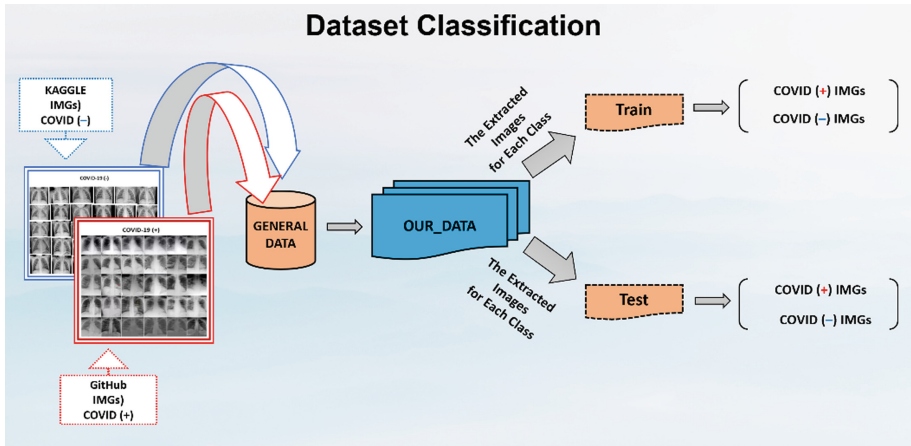 Dataset Classification
KAGGLE
IMGs)
COVID (–)
COVID-19 (-)
COVID-19 (+)
GitHub
IMGs)
COVID (+)
GENERAL
DATA
OUR_DATA
The Extracted
Images
for Each Class
The Extracted
Images
for Each Class
Train
COVID (+) IMGs
COVID (–) IMGs
Test
COVID (+) IMGs
COVID (–) IMGs